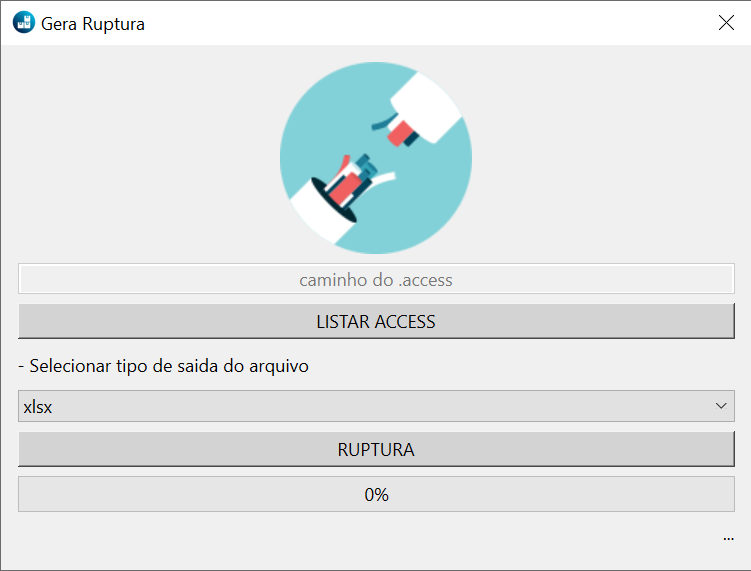 Gera Ruptura
caminho do .access
LISTAR ACCESS
- Selecionar tipo de saida do arquivo
xlsx
RUPTURA
0%
...